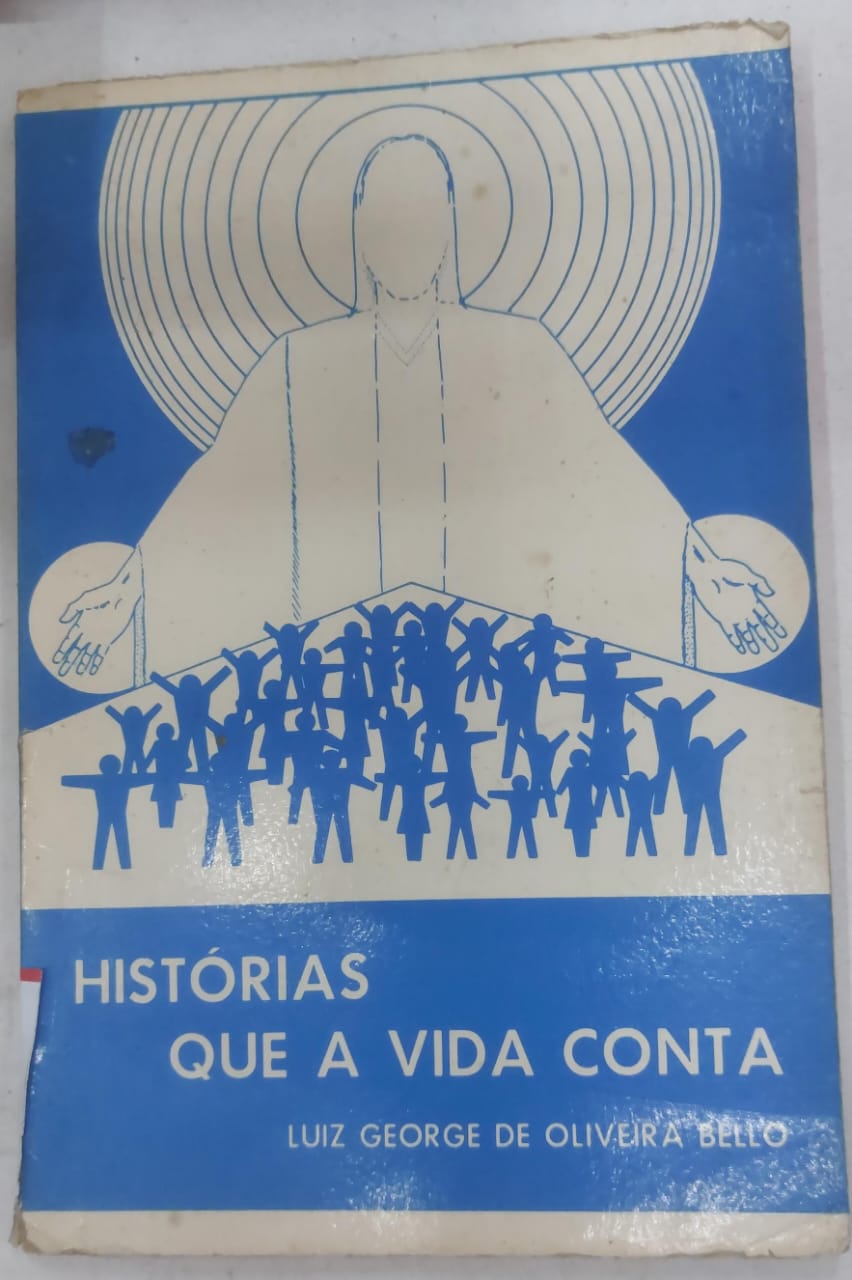 HISTÓRIAS
QUE A VIDA CONTA
LUIZ GEORGE DE OLIVEIRA BELLO